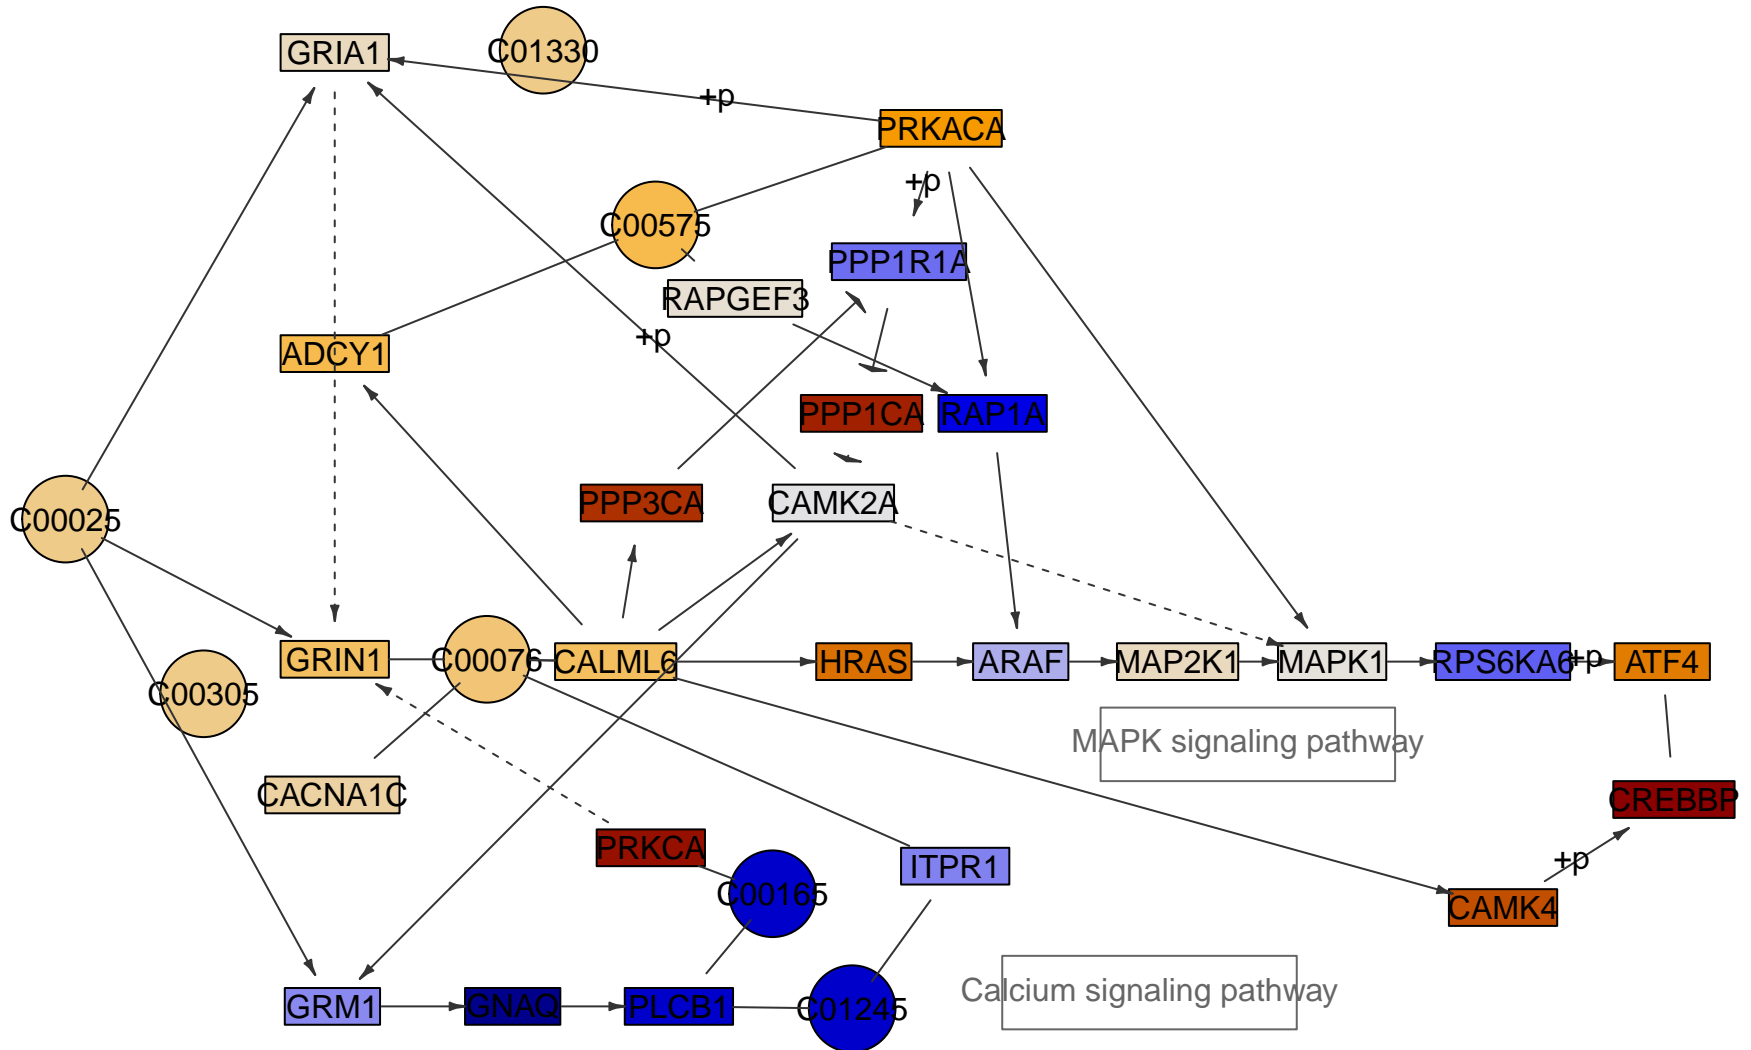 GRIA1
C01330
+p
PRKACA
+p
C00575
PPP1R1A
RAPGEF3
+p
ADCY1
PPP1CA
RAP1A
PPP3CA
CAMK2A
C00025
GRIN1
C00076
CALML6
HRAS
ARAF
MAP2K1
MAPK1
RPS6KA6
+p
ATF4
C00305
MAPK signaling pathway
CACNA1C
CREBBP
PRKCA
ITPR1
+p
C00165
CAMK4
Calcium signaling pathway
GRM1
GNAQ
PLCB1
C01245